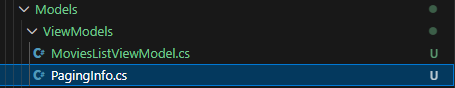 Models
ViewModels
C# MoviesListViewModel.cs U
C# PagingInfo.cs U